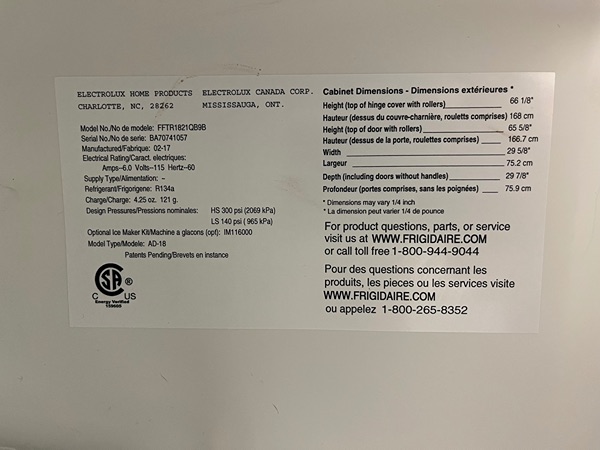 ELECTROLUX HOME PRODUCTS ELECTROLUX CANADA CORP.
CHARLOTTE, NC, 28262 MISSISSAUGA, ONT.
Model No./No de modele: FFTR1821QB9B
Serial No./No de serie: BA70741057
Manufactured/Fabrique: 02-17
Electrical Rating/Caract. electriques:
Amps--6.0 Volts--115 Hertz--60
Supply Type/Alimentation: -
Refrigerant/Frigorigene: R134a
Charge/Charge: 4.25 oz. 121 g.
Design Pressures/Pressions nominales: HS 300 psi (2069 kPa)
LS 140 psi ( 965 kPa)
Optional Ice Maker Kit/Machine a glacons (opt): IM116000
Model Type/Modele: AD-18
Patents Pending/Brevets en instance
CSA ®
C US
Energy Verified
Cabinet Dimensions - Dimensions extérieures *
Height (top of hinge cover with rollers) 66 1/8"
Hauteur (dessus du couvre-charnière, roulettes comprises) 168 cm
Height (top of door with rollers) 65 5/8"
Hauteur (dessus de la porte, roulettes comprises) 166.7 cm
Width 29 5/8"
Largeur 75.2 cm
Depth (including doors without handles) 29 7/8"
Profondeur (portes comprises, sans les poignées) 75.9 cm
* Dimensions may vary 1/4 inch
* La dimension peut varier 1/4 de pouce
For product questions, parts, or service
visit us at WWW.FRIGIDAIRE.COM
or call toll free 1-800-944-9044
Pour des questions concernant les
produits, les pieces ou les services visite
WWW.FRIGIDAIRE.COM
ou appelez 1-800-265-8352